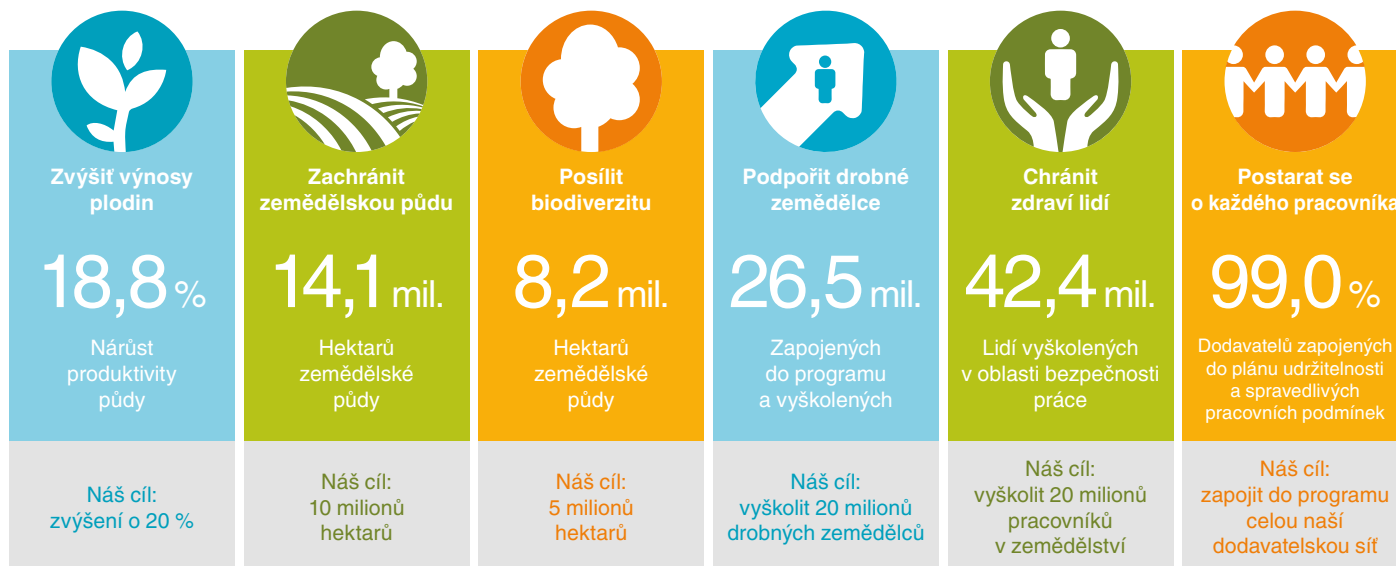 Zvýšiť výnosy
plodin
18,8 %
Nárůst
produktivity
půdy
Náš cíl:
zvýšení o 20 %
Zachránit
zemědělskou půdu
14,1 mil.
Hektarů
zemědělské
půdy
Náš cíl:
10 milionů
hektarů
Posílit
biodiverzitu
8,2 mil.
Hektarů
zemědělské
půdy
Náš cíl:
5 milionů
hektarů
Podpořit drobné
zemědělce
26,5 mil.
Zapojených
do programu
a vyškolených
Náš cíl:
vyškolit 20 milionů
drobných zemědělců
Chránit
zdraví lidí
42,4 mil.
Lidí vyškolených
v oblasti bezpečnosti
práce
Náš cíl:
vyškolit 20 milionů
pracovníků
v zemědělství
Postarat se
o každého pracovníka
99,0 %
Dodavatelů zapojených
do plánu udržitelnosti
a spravedlivých
pracovních podmínek
Náš cíl:
zapojit do programu
celou naší
dodavatelskou síť